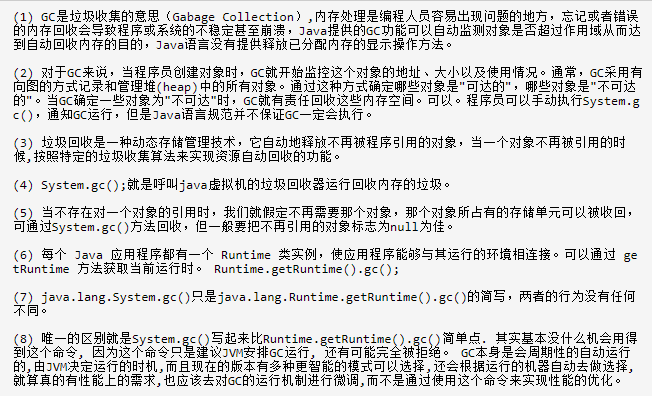 (1) GC是垃圾收集的意思（Gabage Collection）,内存处理是编程人员容易出现问题的地方，忘记或者错误
的内存回收会导致程序或系统的不稳定甚至崩溃，Java提供的GC功能可以自动监测对象是否超过作用域从而达
到自动回收内存的目的，Java语言没有提供释放已分配内存的显示操作方法。
(2) 对于GC来说，当程序员创建对象时，GC就开始监控这个对象的地址、大小以及使用情况。通常，GC采用有
向图的方式记录和管理堆(heap)中的所有对象。通过这种方式确定哪些对象是"可达的"，哪些对象是"不可达
的"。当GC确定一些对象为"不可达"时，GC就有责任回收这些内存空间。可以。程序员可以手动执行System.g
c()，通知GC运行，但是Java语言规范并不保证GC一定会执行。
(3) 垃圾回收是一种动态存储管理技术，它自动地释放不再被程序引用的对象，当一个对象不再被引用的时
候,按照特定的垃圾收集算法来实现资源自动回收的功能。
(4) System.gc();就是呼叫java虚拟机的垃圾回收器运行回收内存的垃圾。
(5) 当不存在对一个对象的引用时，我们就假定不再需要那个对象，那个对象所占有的存储单元可以被收回，
可通过System.gc()方法回收，但一般要把不再引用的对象标志为null为佳。
(6) 每个 Java 应用程序都有一个 Runtime 类实例，使应用程序能够与其运行的环境相连接。可以通过 ge
tRuntime 方法获取当前运行时。 Runtime.getRuntime().gc();
(7) java.lang.System.gc()只是java.lang.Runtime.getRuntime().gc()的简写，两者的行为没有任何
不同。
(8) 唯一的区别就是System.gc()写起来比Runtime.getRuntime().gc()简单点. 其实基本没什么机会用得
到这个命令, 因为这个命令只是建议JVM安排GC运行, 还有可能完全被拒绝。 GC本身是会周期性的自动运行
的,由JVM决定运行的时机,而且现在的版本有多种更智能的模式可以选择,还会根据运行的机器自动去做选择,
就算真的有性能上的需求,也应该去对GC的运行机制进行微调,而不是通过使用这个命令来实现性能的优化。